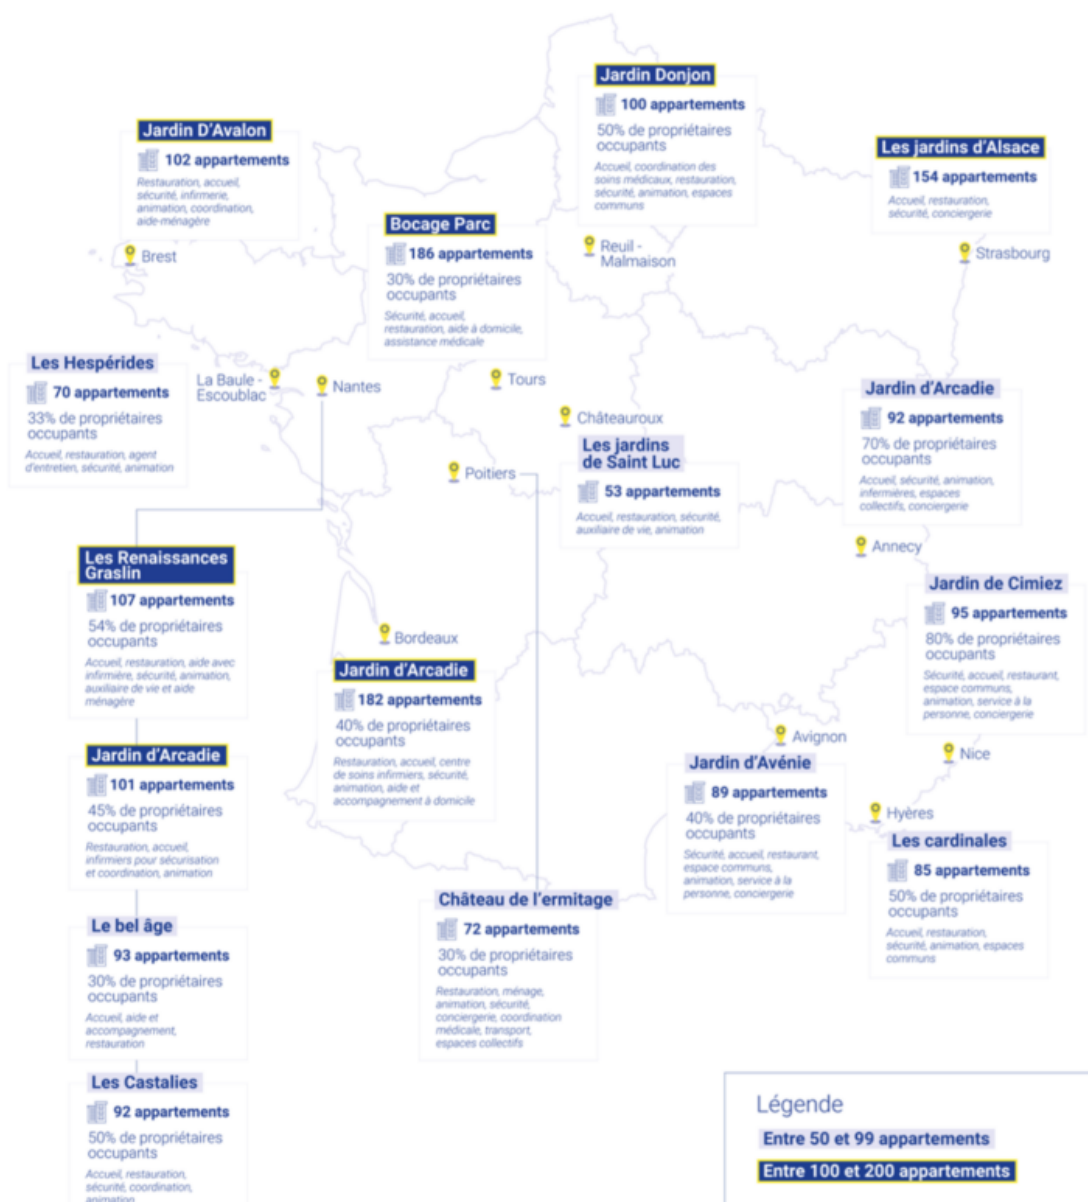 Jardin Donjon
100 appartements
50% de propriétaires
occupants
Accueil, coordination des
soins médicaux, restauration,
sécurité, animation, espaces
communs
Reuil -
Malmaison
Jardin D'Avalon
102 appartements
Restauration, accueil,
sécurité, infirmerie,
animation, coordination,
aide-ménagère
Brest
Les jardins d'Alsace
154 appartements
Accueil, restauration,
sécurité, conciergerie
Strasbourg
Bocage Parc
186 appartements
30% de propriétaires
occupants
Sécurité, accueil,
restauration, aide à domicile,
assistance médicale
Tours
Les Hespérides
70 appartements
33% de propriétaires
occupants
Accueil, restauration, agent
d'entretien, sécurité, animation
La Baule -
Escoublac
Nantes
Châteauroux
Les jardins
de Saint Luc
53 appartements
Accueil, restauration, sécurité,
auxiliaire de vie, animation
Poitiers
Jardin d'Arcadie
92 appartements
70% de propriétaires
occupants
Accueil, sécurité, animation,
infermières, espaces
collectifs, conciergerie
Annecy
Les Renaissances
Graslin
107 appartements
54% de propriétaires
occupants
Accueil, restauration, aide avec
infirmière, sécurité, animation,
auxiliaire de vie et aide
ménagère
Jardin d'Arcadie
101 appartements
45% de propriétaires
occupants
Restauration, accueil,
infirmiers pour sécurisation
et coordination, animation
Le bel âge
93 appartements
30% de propriétaires
occupants
Accueil, aide et
accompagnement,
restauration
Les Castalies
92 appartements
50% de propriétaires
occupants
Accueil, restauration,
sécurité, coordination,
animation
Bordeaux
Jardin d'Arcadie
182 appartements
40% de propriétaires
occupants
Restauration, accueil, centre
de soins infirmiers, sécurité,
animation, aide et
accompagnement à domicile
Château de l'ermitage
72 appartements
30% de propriétaires
occupants
Restauration, ménage,
animation, sécurité,
conciergerie, coordination
médicale, transport,
espaces collectifs
Jardin de Cimiez
95 appartements
80% de propriétaires
occupants
Sécurité, accueil, restaurant,
espace communs,
animation, service à la
personne, conciergerie
Nice
Avignon
Jardin d'Avénie
89 appartements
40% de propriétaires
occupants
Sécurité, accueil, restaurant,
espace communs,
animation, service à la
personne, conciergerie
Hyères
Les cardinales
85 appartements
50% de propriétaires
occupants
Accueil, restauration,
sécurité, animation, espaces
communs
Légende
Entre 50 et 99 appartements
Entre 100 et 200 appartements